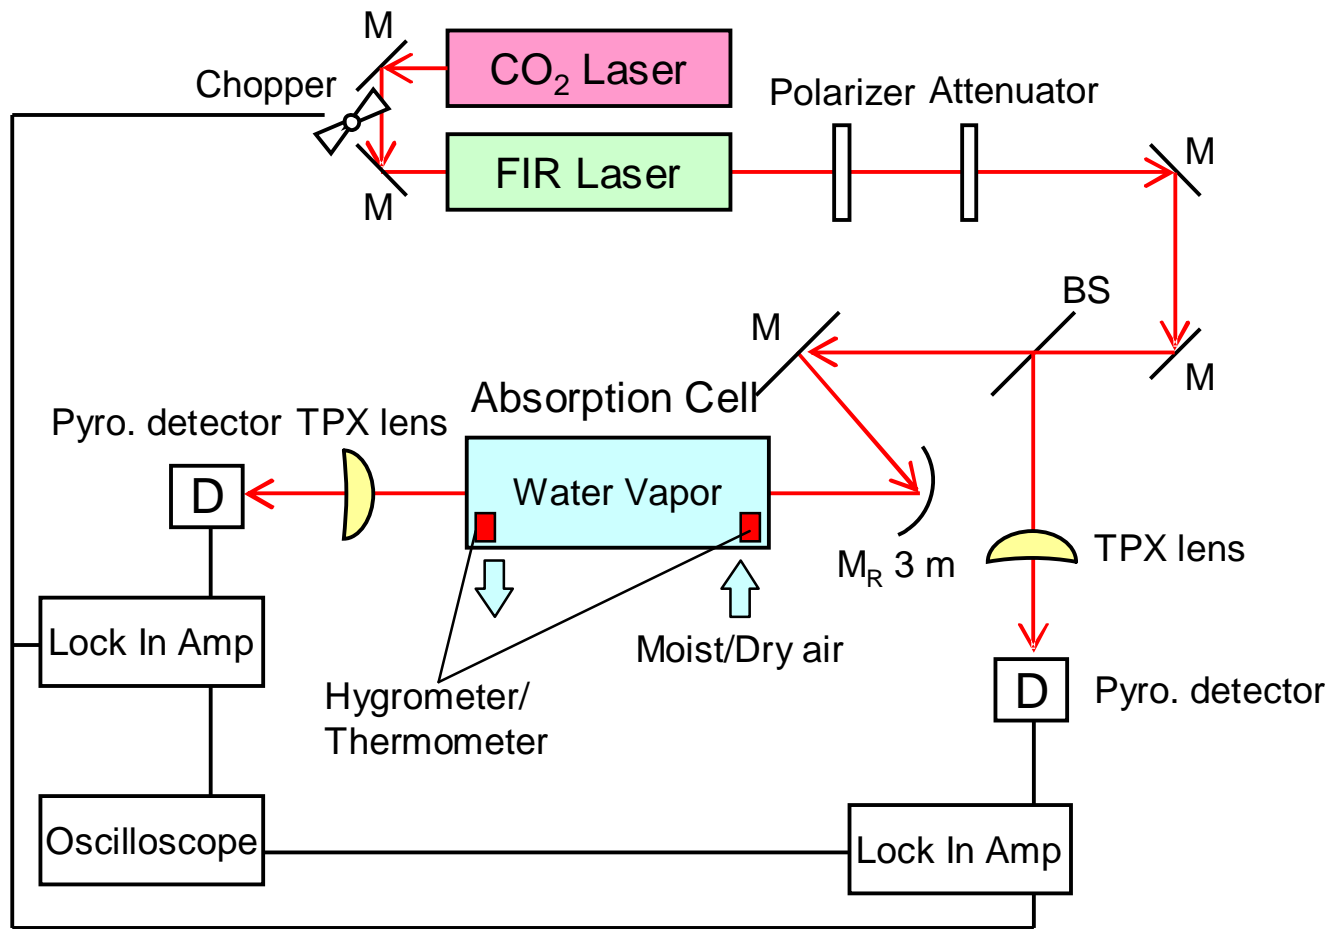 M
CO₂ Laser
Chopper
Polarizer
Attenuator
M
FIR Laser
M
BS
M
M
Absorption Cell
Pyro. detector
TPX lens
D
Water Vapor
M_R 3 m
TPX lens
Lock In Amp
Moist/Dry air
Hygrometer/
Thermometer
D
Pyro. detector
Oscilloscope
Lock In Amp